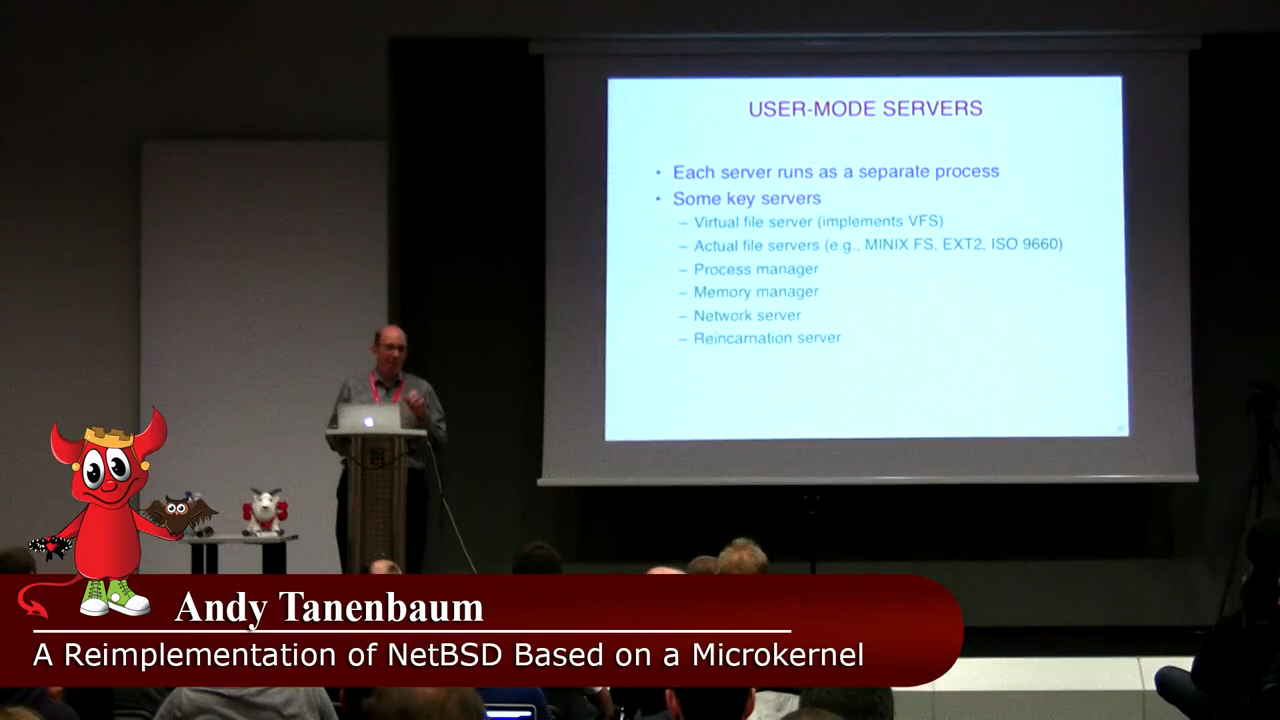 USER-MODE SERVERS
• Each server runs as a separate process
• Some key servers
– Virtual file server (implements VFS)
– Actual file servers (e.g., MINIX FS, EXT2, ISO 9660)
– Process manager
– Memory manager
– Network server
– Reincarnation server
Andy Tanenbaum
A Reimplementation of NetBSD Based on a Microkernel